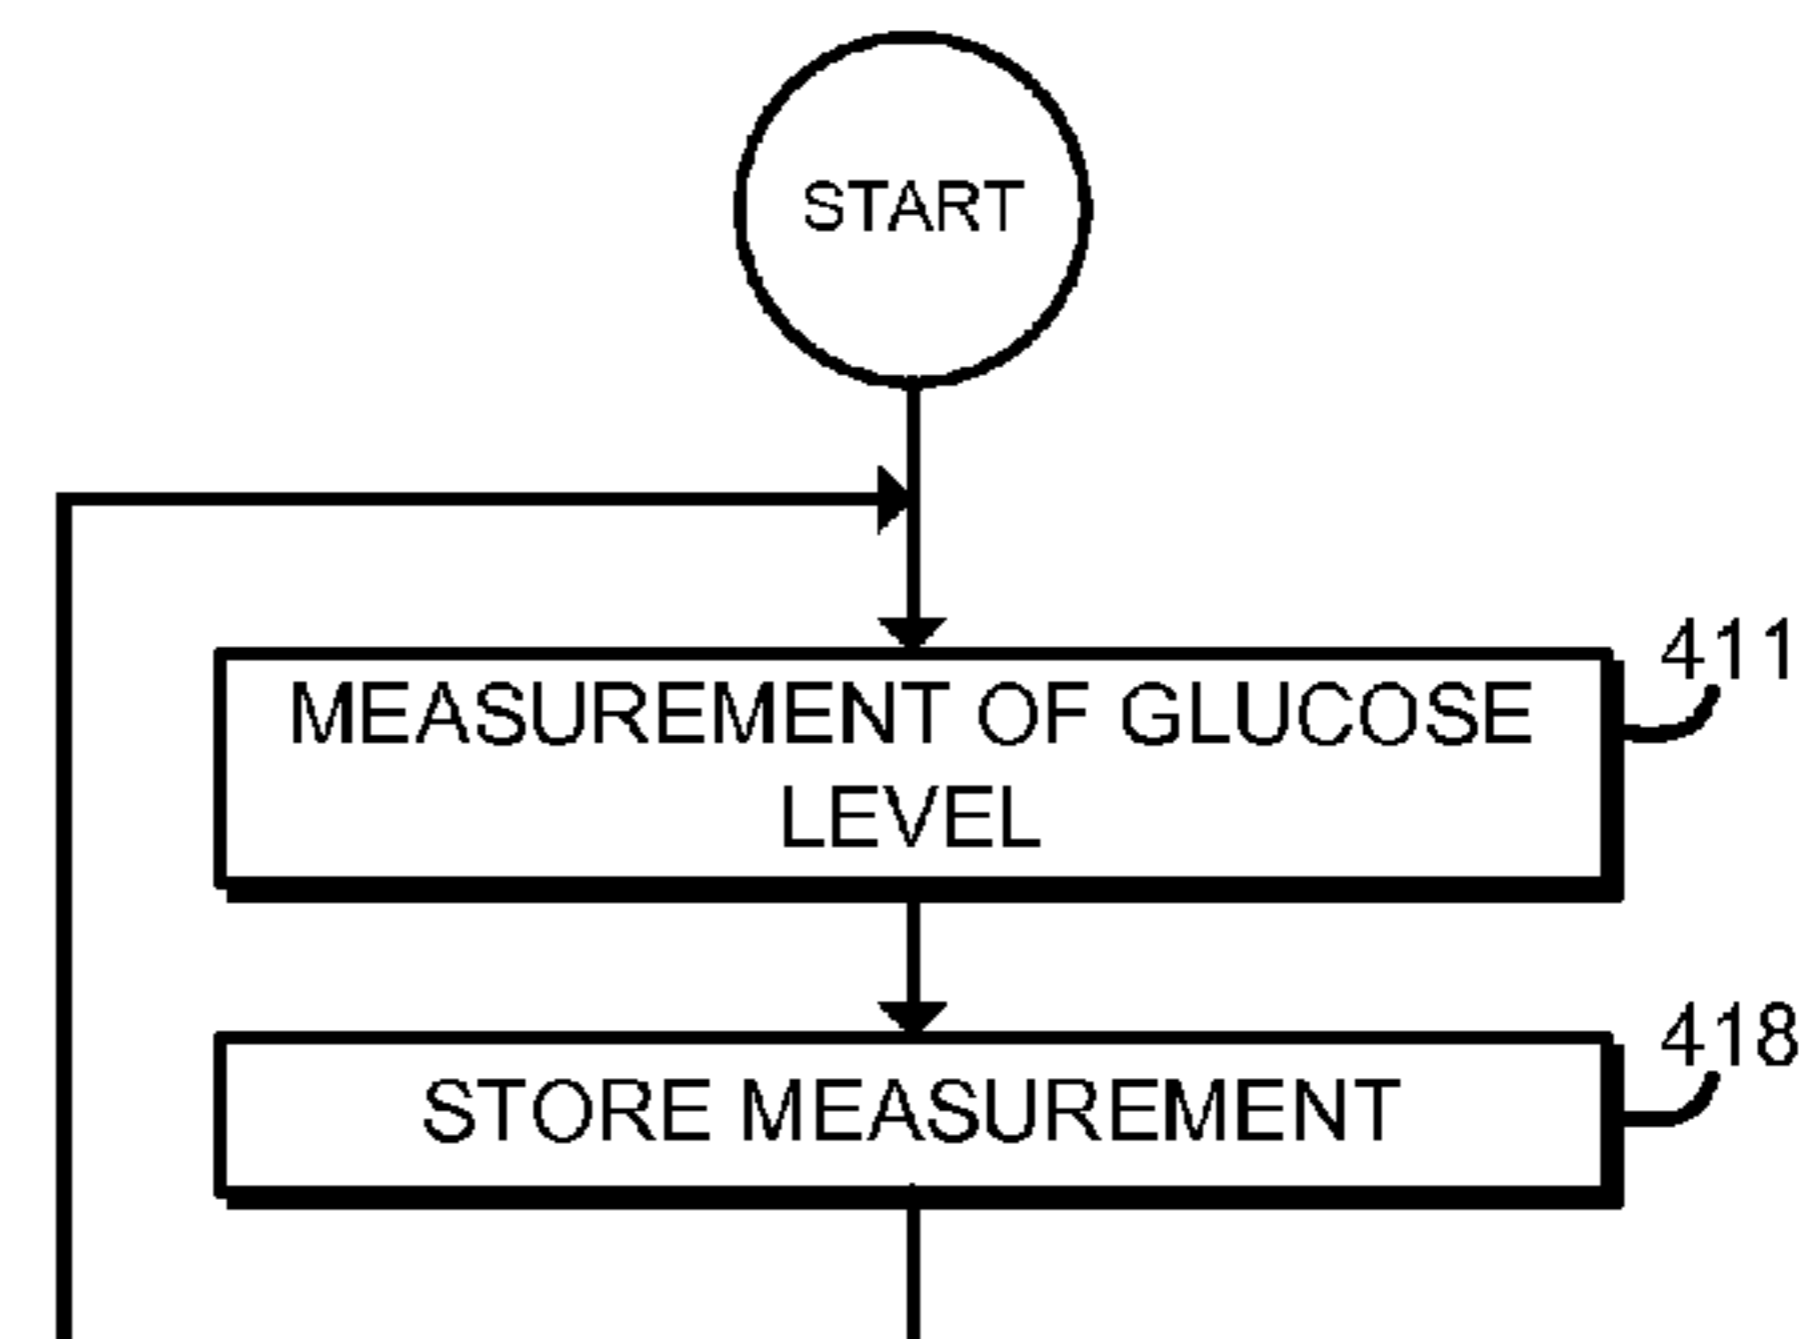 START
411
MEASUREMENT OF GLUCOSE
LEVEL
418
STORE MEASUREMENT